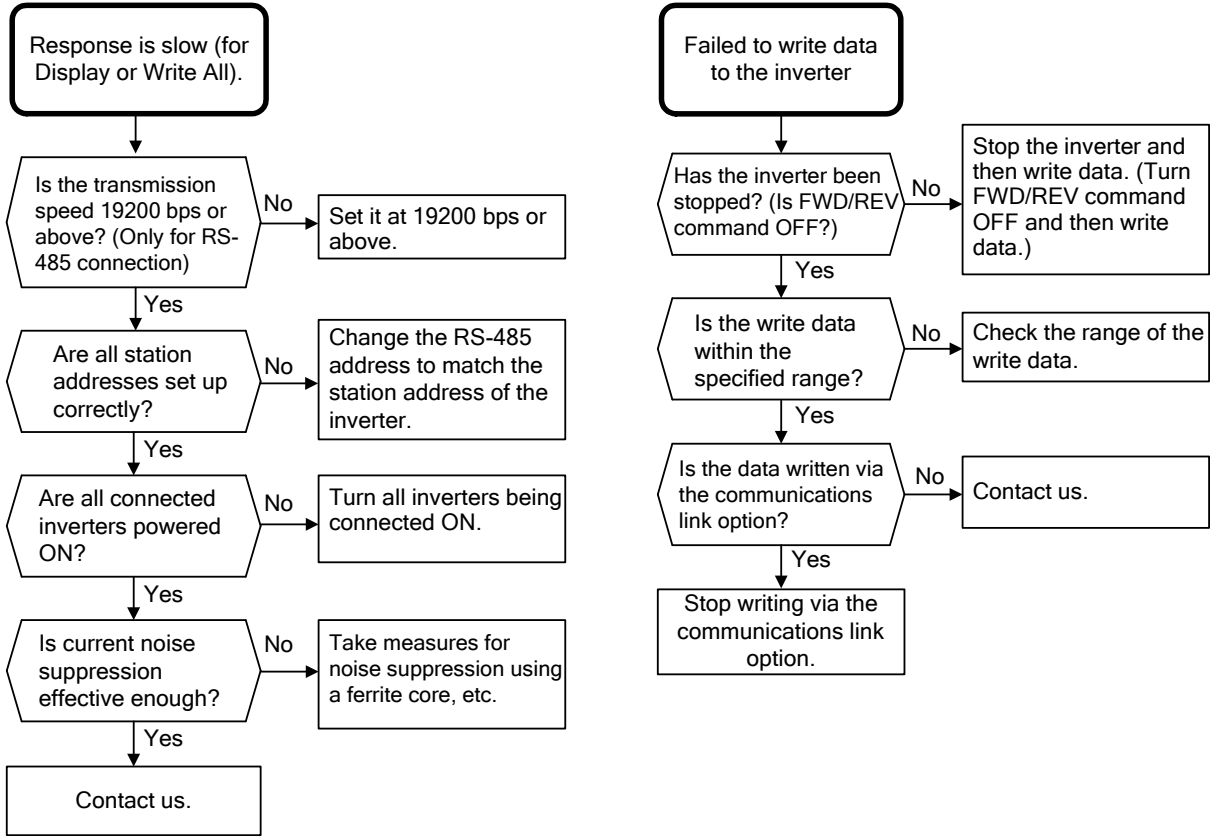 Response is slow (for
Display or Write All).
Is the transmission
speed 19200 bps or
above? (Only for RS-
485 connection)
No
Set it at 19200 bps or
above.
Yes
Are all station
addresses set up
correctly?
No
Change the RS-485
address to match the
station address of the
inverter.
Yes
Are all connected
inverters powered
ON?
No
Turn all inverters being
connected ON.
Yes
Is current noise
suppression
effective enough?
No
Take measures for
noise suppression using
a ferrite core, etc.
Yes
Contact us.
Failed to write data
to the inverter
Has the inverter been
stopped? (Is FWD/REV
command OFF?)
No
Stop the inverter and
then write data. (Turn
FWD/REV command
OFF and then write
data.)
Yes
Is the write data
within the
specified range?
No
Check the range of the
write data.
Yes
Is the data written via
the communications
link option?
No
Contact us.
Yes
Stop writing via the
communications link
option.